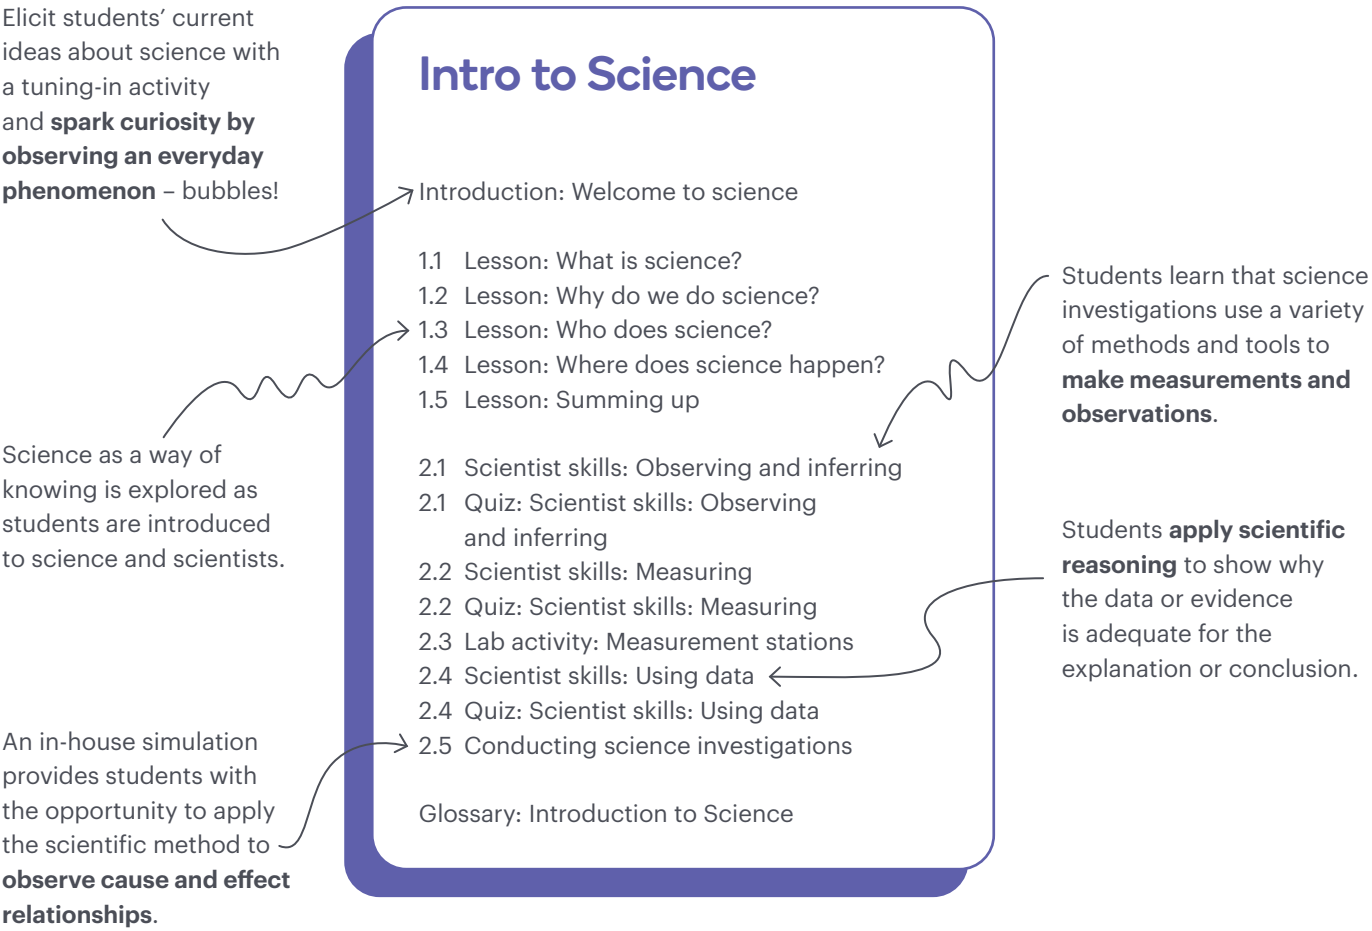 Elicit students’ current
ideas about science with
a tuning-in activity
and spark curiosity by
observing an everyday
phenomenon – bubbles!
Science as a way of
knowing is explored as
students are introduced
to science and scientists.
An in-house simulation
provides students with
the opportunity to apply
the scientific method to
observe cause and effect
relationships.
Intro to Science
Introduction: Welcome to science
1.1 Lesson: What is science?
1.2 Lesson: Why do we do science?
1.3 Lesson: Who does science?
1.4 Lesson: Where does science happen?
1.5 Lesson: Summing up
2.1 Scientist skills: Observing and inferring
2.1 Quiz: Scientist skills: Observing
and inferring
2.2 Scientist skills: Measuring
2.2 Quiz: Scientist skills: Measuring
2.3 Lab activity: Measurement stations
2.4 Scientist skills: Using data
2.4 Quiz: Scientist skills: Using data
2.5 Conducting science investigations
Glossary: Introduction to Science
Students learn that science
investigations use a variety
of methods and tools to
make measurements and
observations.
Students apply scientific
reasoning to show why
the data or evidence
is adequate for the
explanation or conclusion.